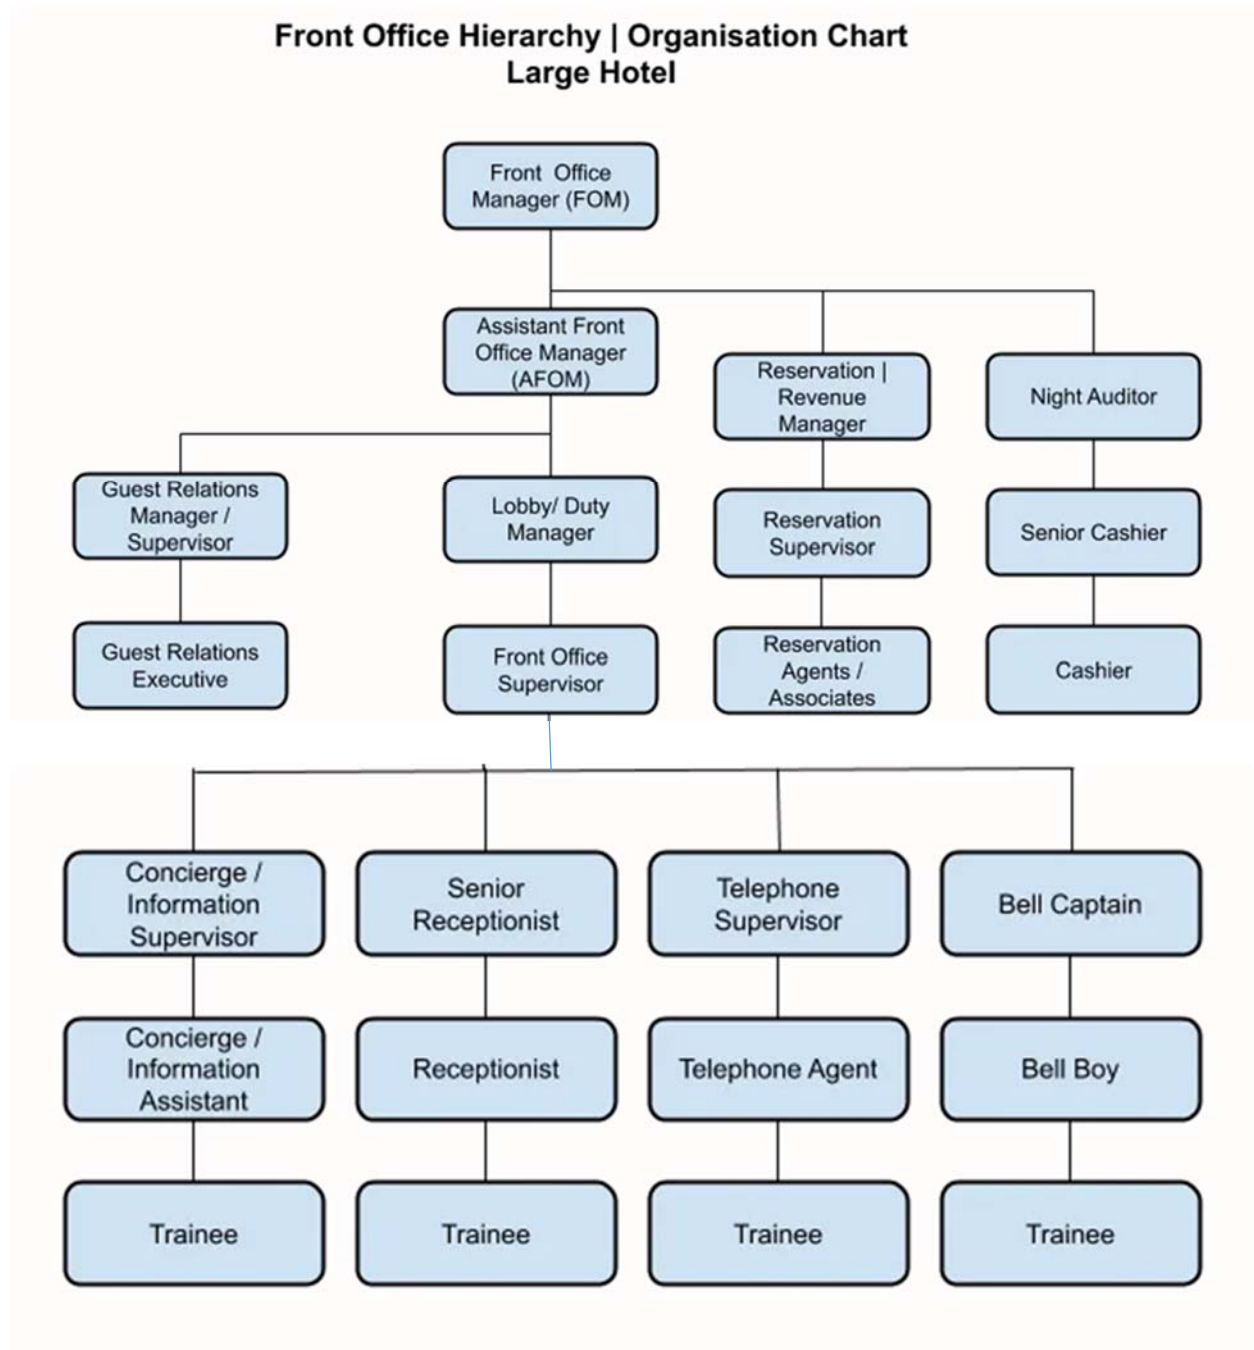 Front Office Hierarchy | Organisation Chart
Large Hotel
Front Office
Manager (FOM)
Assistant Front
Office Manager
(AFOM)
Reservation |
Revenue
Manager
Night Auditor
Guest Relations
Manager /
Supervisor
Lobby/ Duty
Manager
Reservation
Supervisor
Senior Cashier
Guest Relations
Executive
Front Office
Supervisor
Reservation
Agents /
Associates
Cashier
Concierge /
Information
Supervisor
Senior
Receptionist
Telephone
Supervisor
Bell Captain
Concierge /
Information
Assistant
Receptionist
Telephone Agent
Bell Boy
Trainee
Trainee
Trainee
Trainee